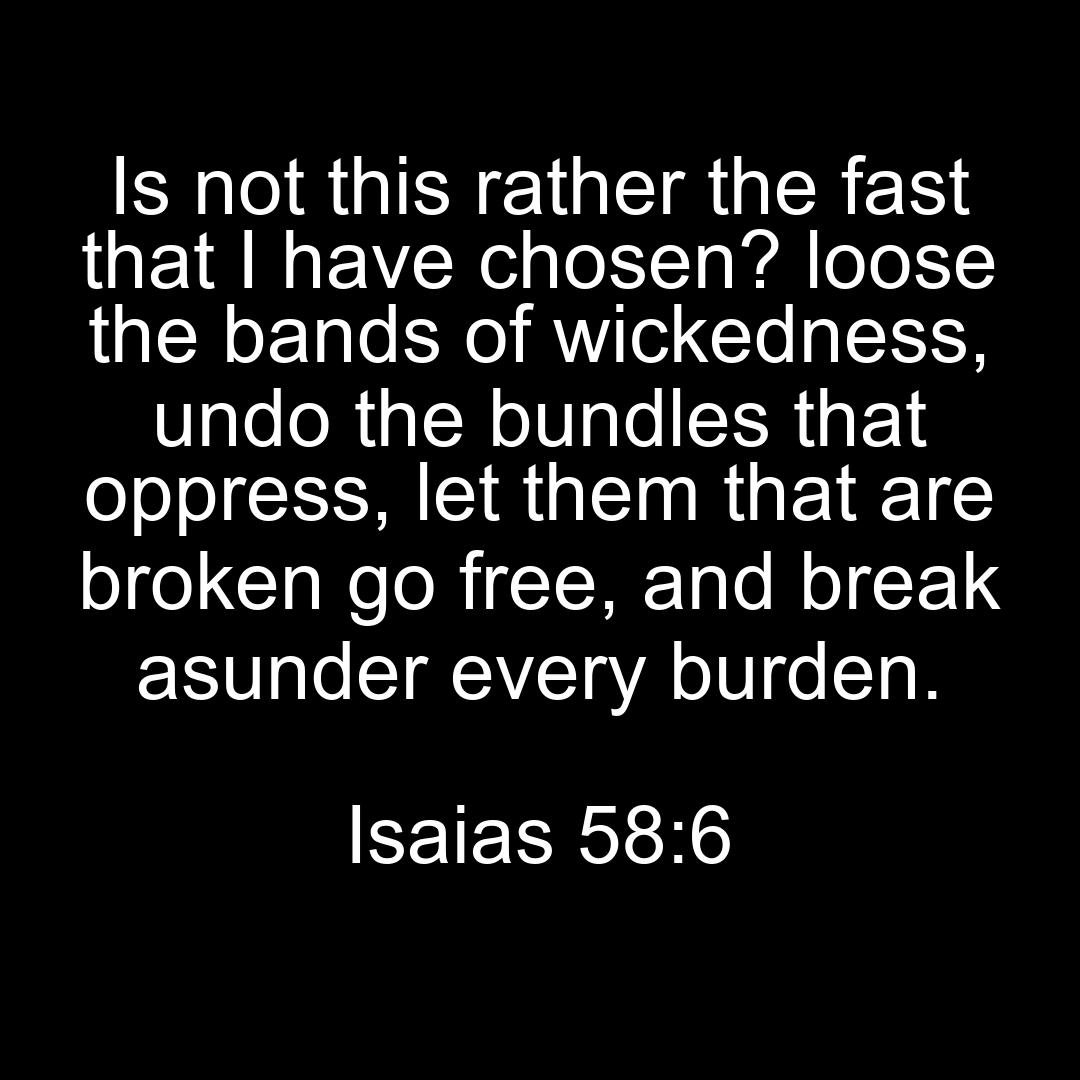 Is not this rather the fast
that I have chosen? loose
the bands of wickedness,
undo the bundles that
oppress, let them that are
broken go free, and break
asunder every burden.
Isaias 58:6